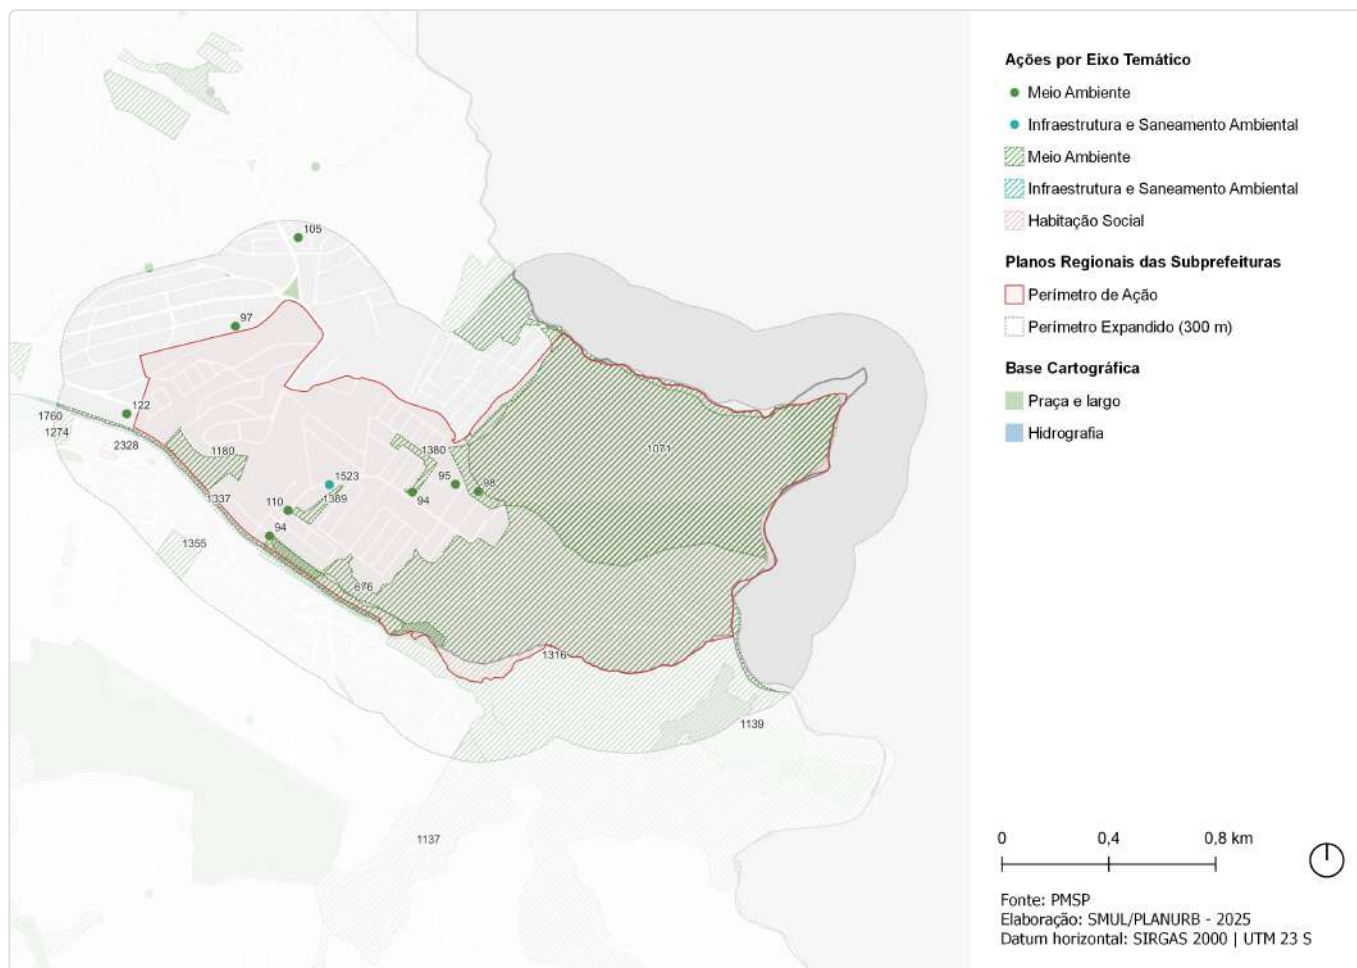 Ações por Eixo Temático
Meio Ambiente
Infraestrutura e Saneamento Ambiental
Meio Ambiente
Infraestrutura e Saneamento Ambiental
Habitação Social
Planos Regionais das Subprefeituras
Perímetro de Ação
Perímetro Expandido (300 m)
Base Cartográfica
Praça e largo
Hidrografia
105
97
122
1760
1274
2328
1180
1380
1071
1523
95
98
1337
110
1389
94
94
1355
676
1316
1139
1137
0 0,4 0,8 km
Fonte: PMSP
Elaboração: SMUL/PLANURB - 2025
Datum horizontal: SIRGAS 2000 | UTM 23 S